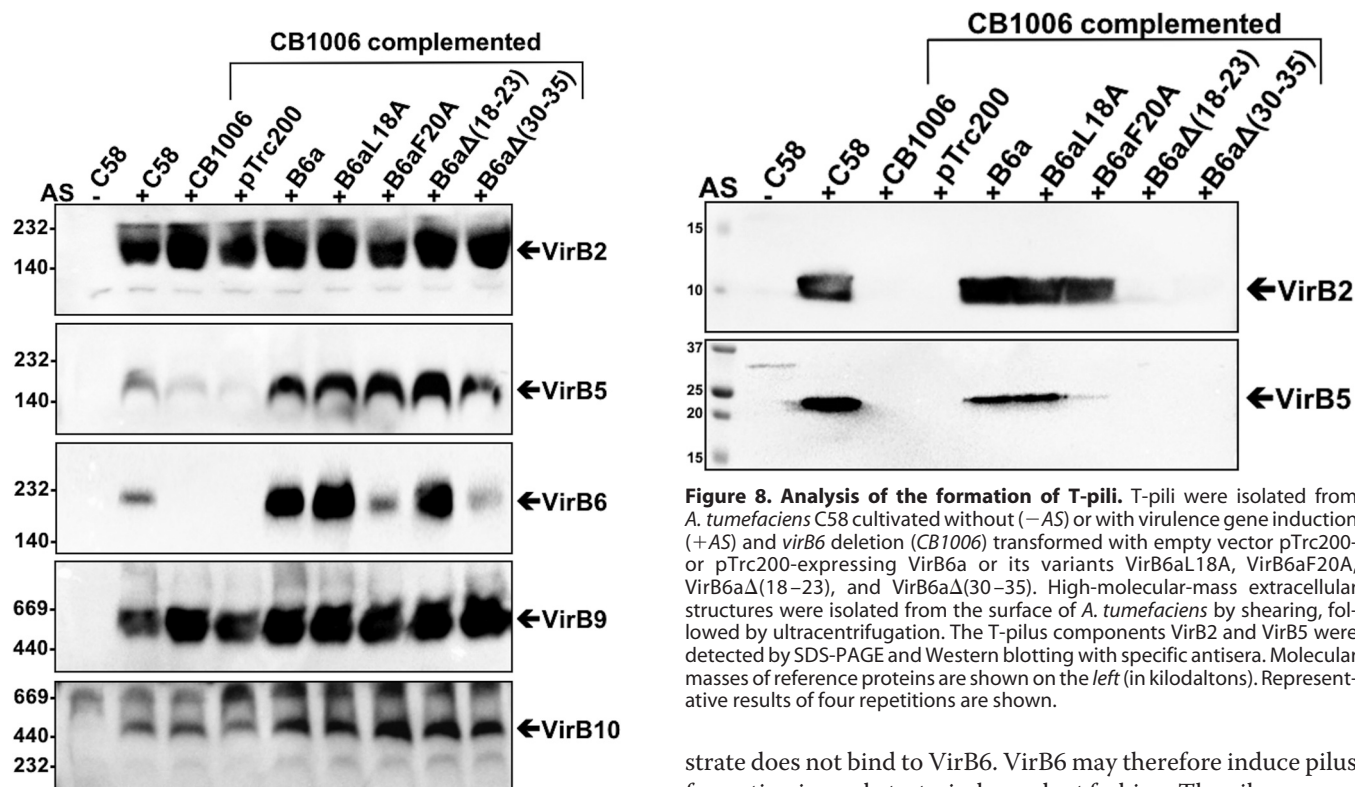 CB1006 complemented
AS
- C58
+ C58
+ CB1006
+ pTrc200
+ B6a
+ B6aL18A
+ B6aF20A
+ B6aΔ(18-23)
+ B6aΔ(30-35)
232-
140-
←VirB2
232-
140-
←VirB5
232-
140-
←VirB6
669-
440-
←VirB9
669-
440-
232-
←VirB10
CB1006 complemented
AS
- C58
+ C58
+ CB1006
+ pTrc200
+ B6a
+ B6aL18A
+ B6aF20A
+ B6aΔ(18-23)
+ B6aΔ(30-35)
15
10
←VirB2
37
25
20
15
←VirB5
Figure 8. Analysis of the formation of T-pili. T-pili were isolated from
A. tumefaciens C58 cultivated without (−AS) or with virulence gene induction
(+AS) and virB6 deletion (CB1006) transformed with empty vector pTrc200-
or pTrc200-expressing VirB6a or its variants VirB6aL18A, VirB6aF20A,
VirB6aΔ(18–23), and VirB6aΔ(30–35). High-molecular-mass extracellular
structures were isolated from the surface of A. tumefaciens by shearing, fol-
lowed by ultracentrifugation. The T-pilus components VirB2 and VirB5 were
detected by SDS-PAGE and Western blotting with specific antisera. Molecular
masses of reference proteins are shown on the left (in kilodaltons). Represent-
ative results of four repetitions are shown.
strate does not bind to VirB6. VirB6 may therefore induce pilus